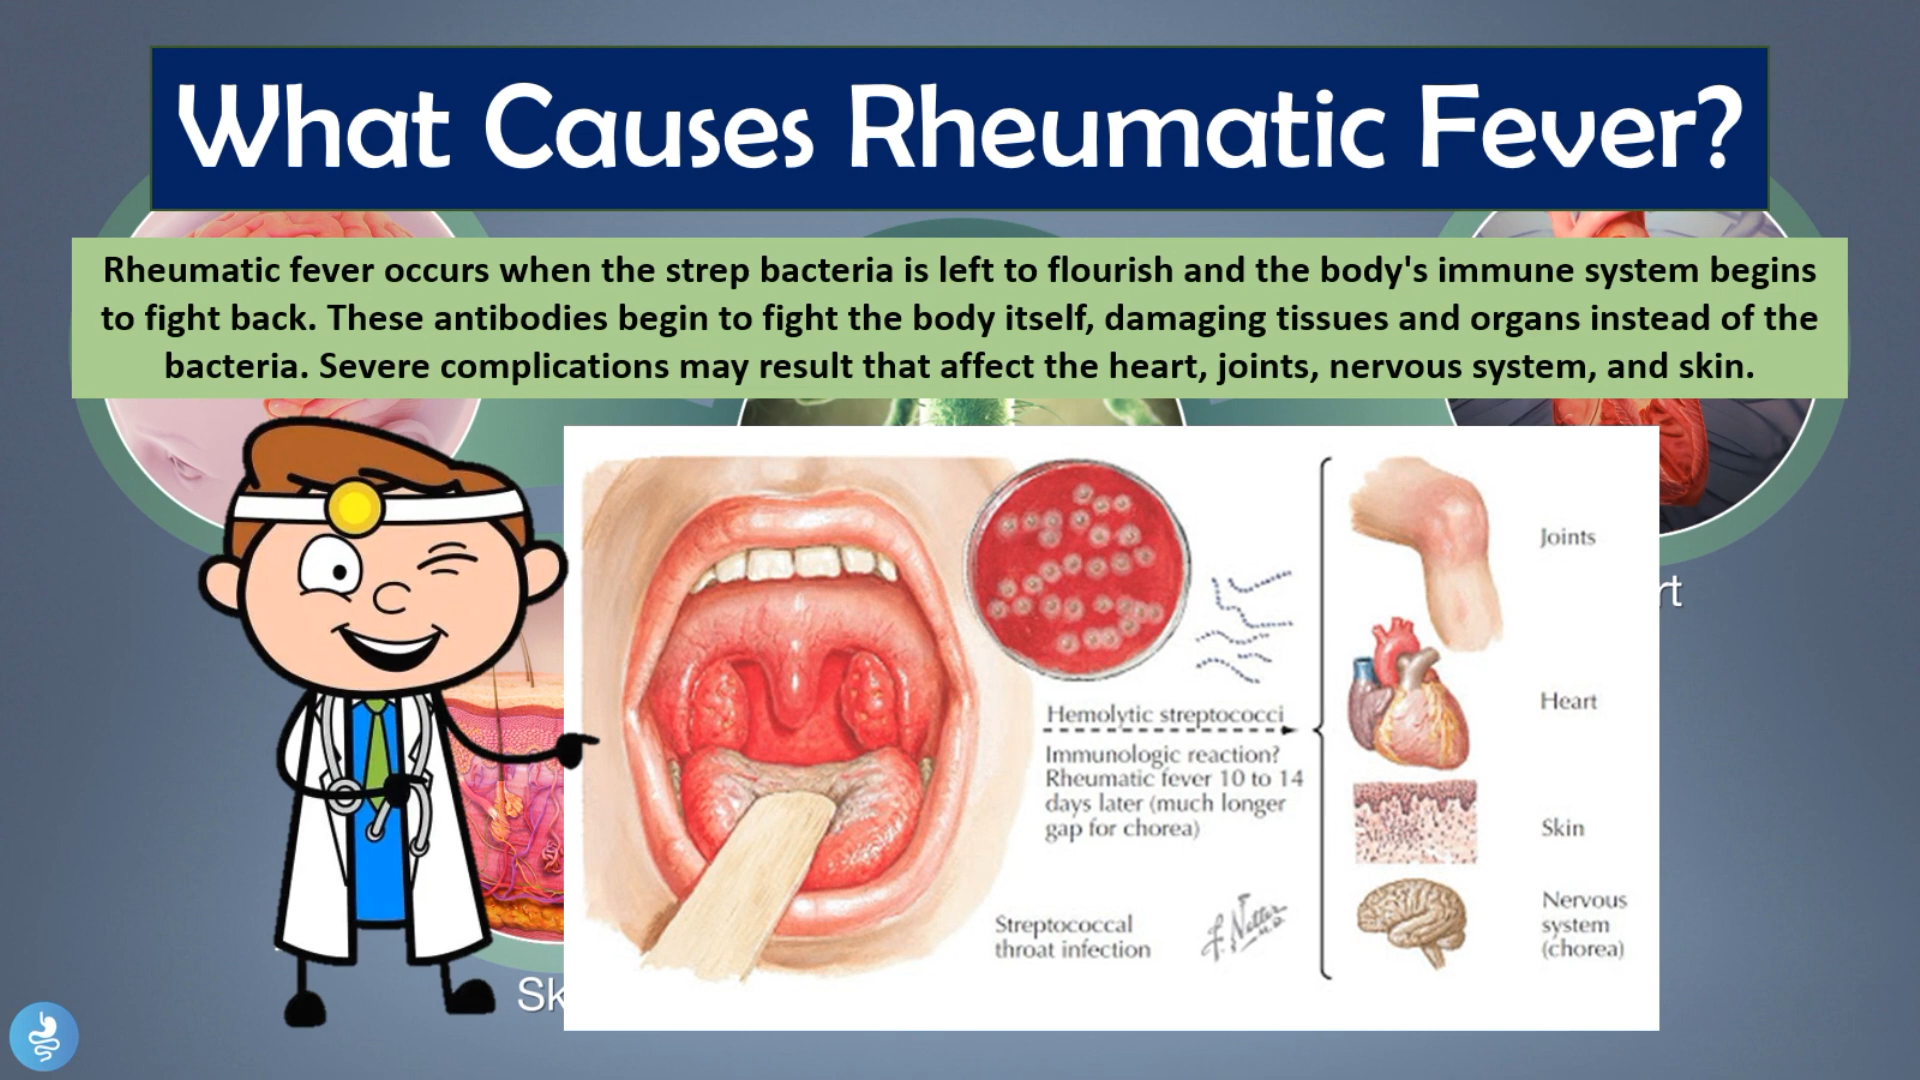 What Causes Rheumatic Fever?
Rheumatic fever occurs when the strep bacteria is left to flourish and the body's immune system begins
to fight back. These antibodies begin to fight the body itself, damaging tissues and organs instead of the
bacteria. Severe complications may result that affect the heart, joints, nervous system, and skin.
Joints
rt
Hemolytic streptococci
Heart
Immunologic reaction?
Rheumatic fever 10 to 14
days later (much longer
gap for chorea)
Skin
Streptococcal
throat infection
F. Netter
M.D.
Nervous
system
(chorea)
Sk